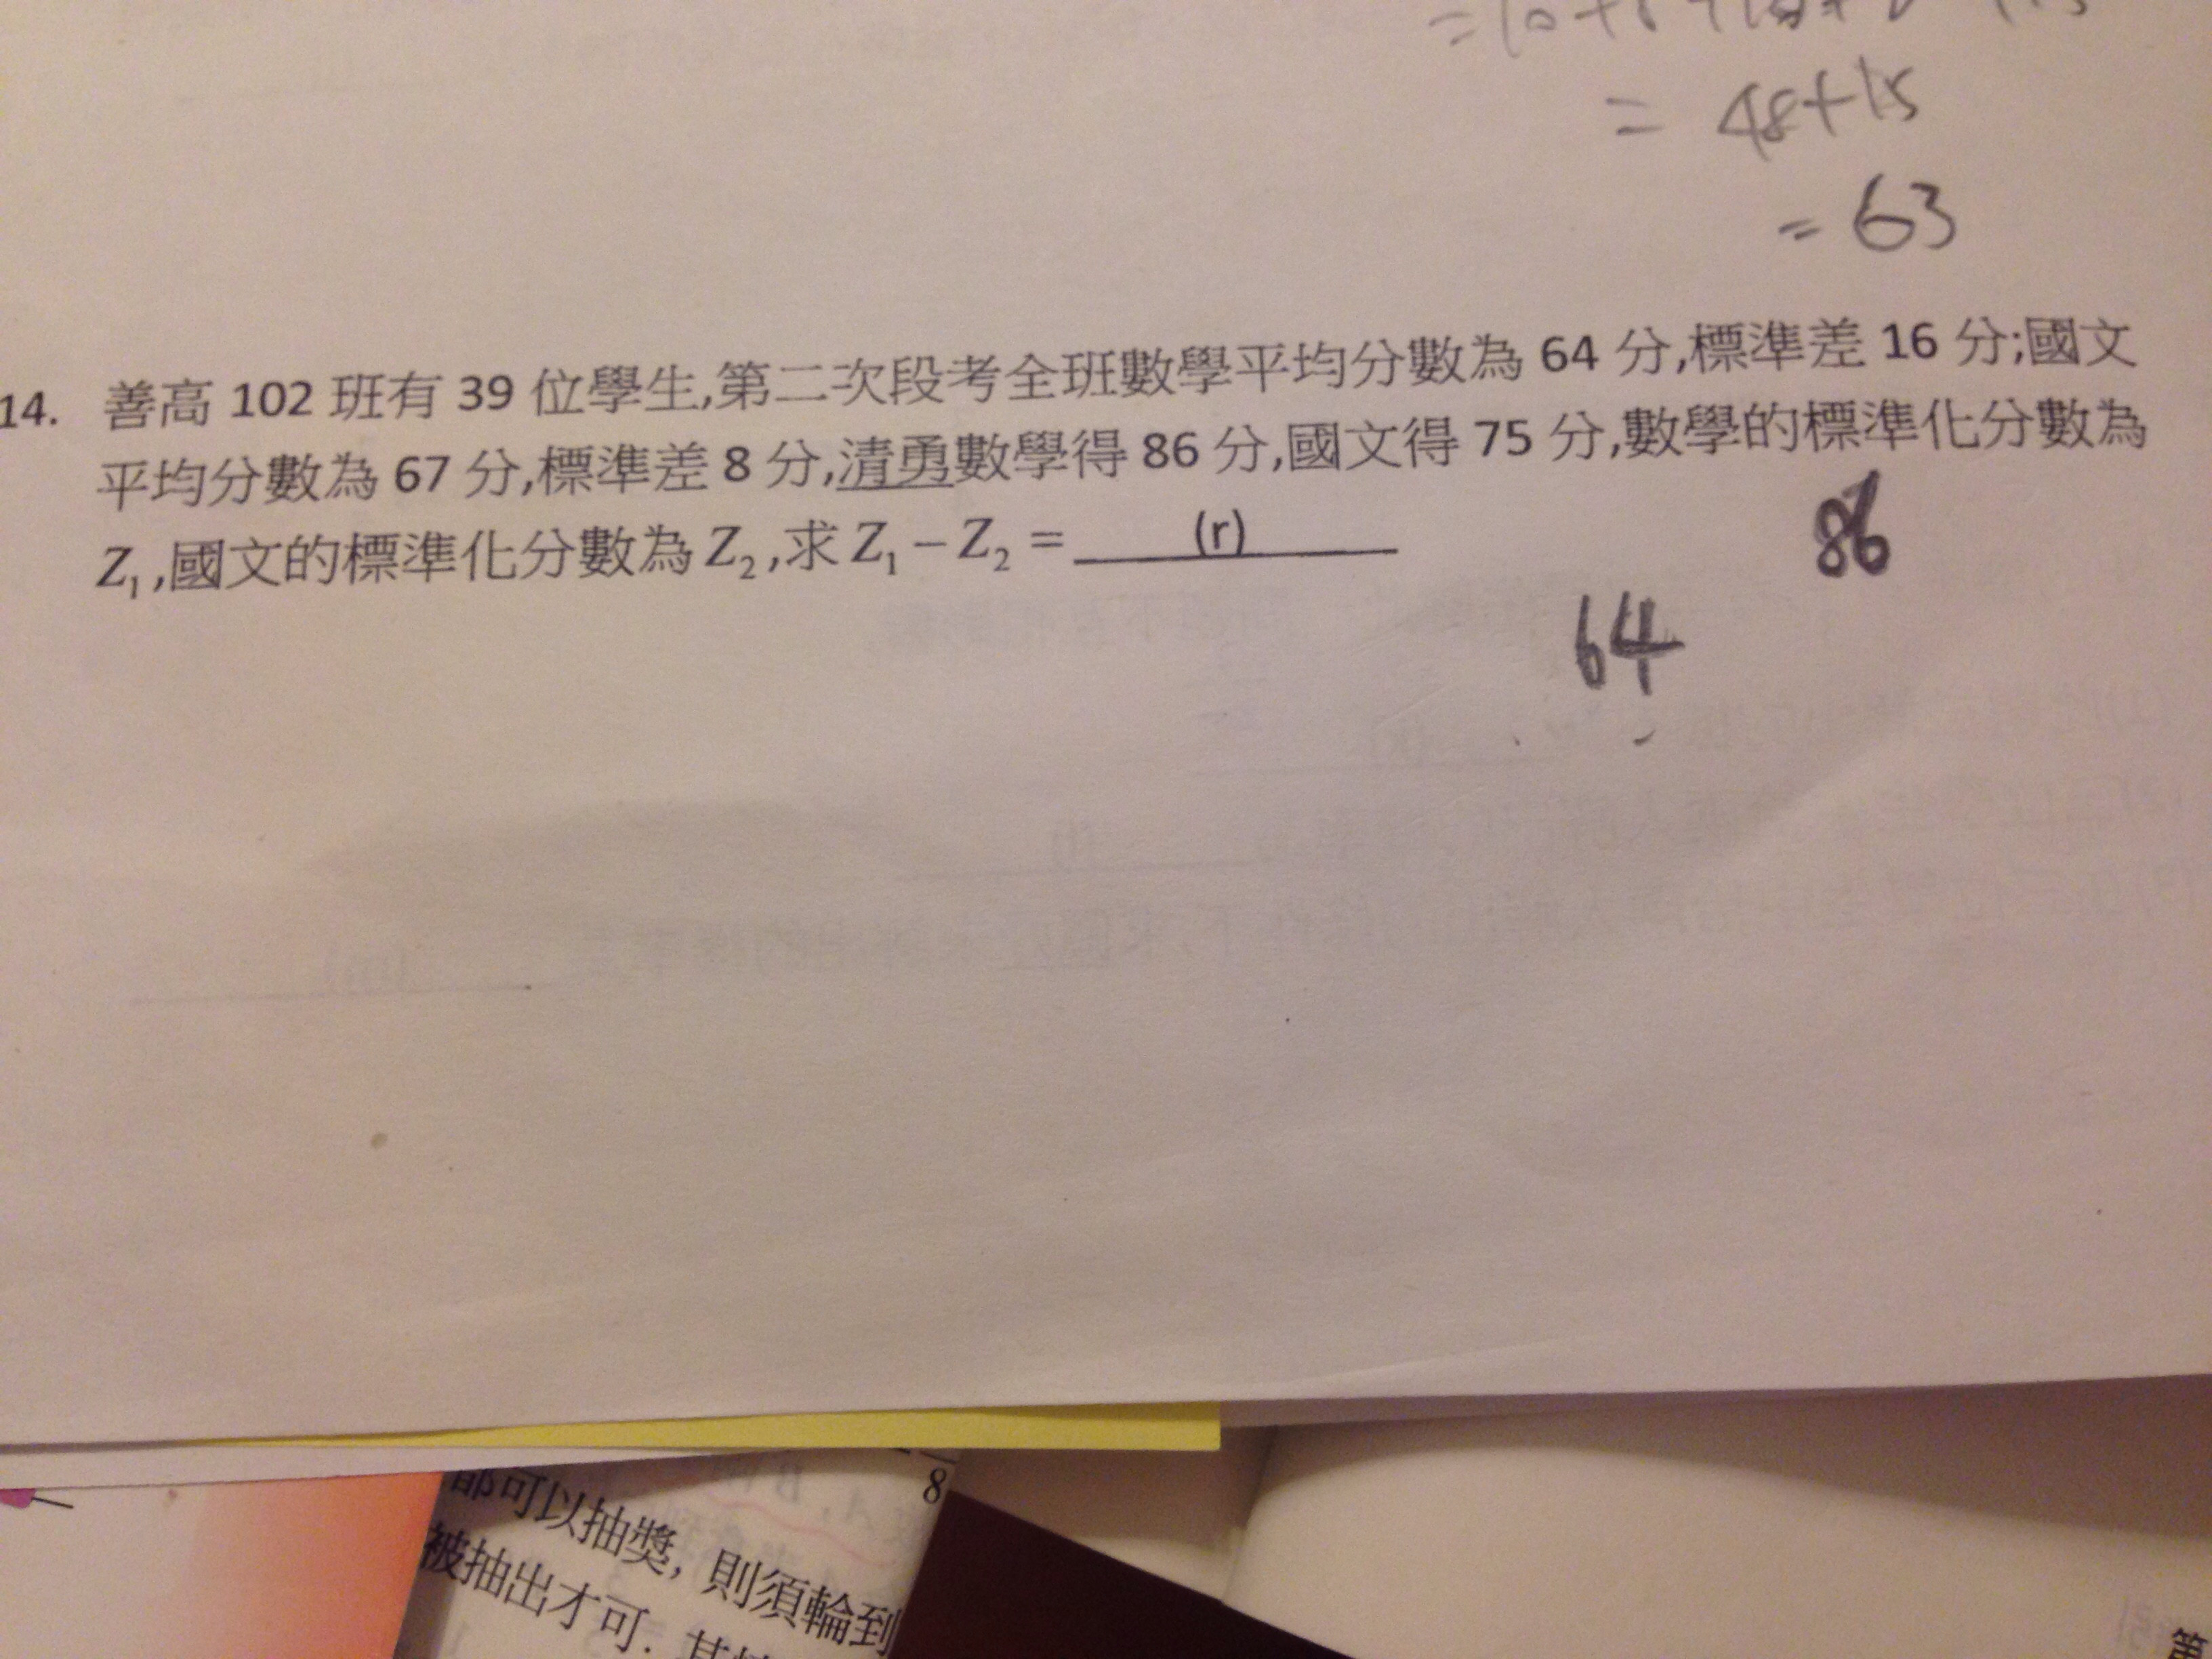 = 48+15
= 63
14. 善高 102 班有 39 位學生,第二次段考全班數學平均分數為 64 分,標準差 16 分;國文
平均分數為 67 分,標準差 8 分,清勇數學得 86 分,國文得 75 分,數學的標準化分數為
Z₁,國文的標準化分數為 Z₂,求 Z₁ − Z₂ = (r)
86
64
8
都可以抽獎, 則須輪到
被抽出才可.
第